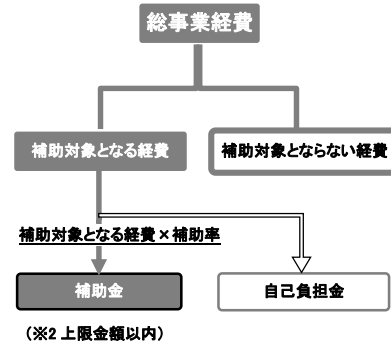 総事業経費
補助対象となる経費
補助対象とならない経費
補助対象となる経費×補助率
補助金
自己負担金
(※2 上限金額以内)